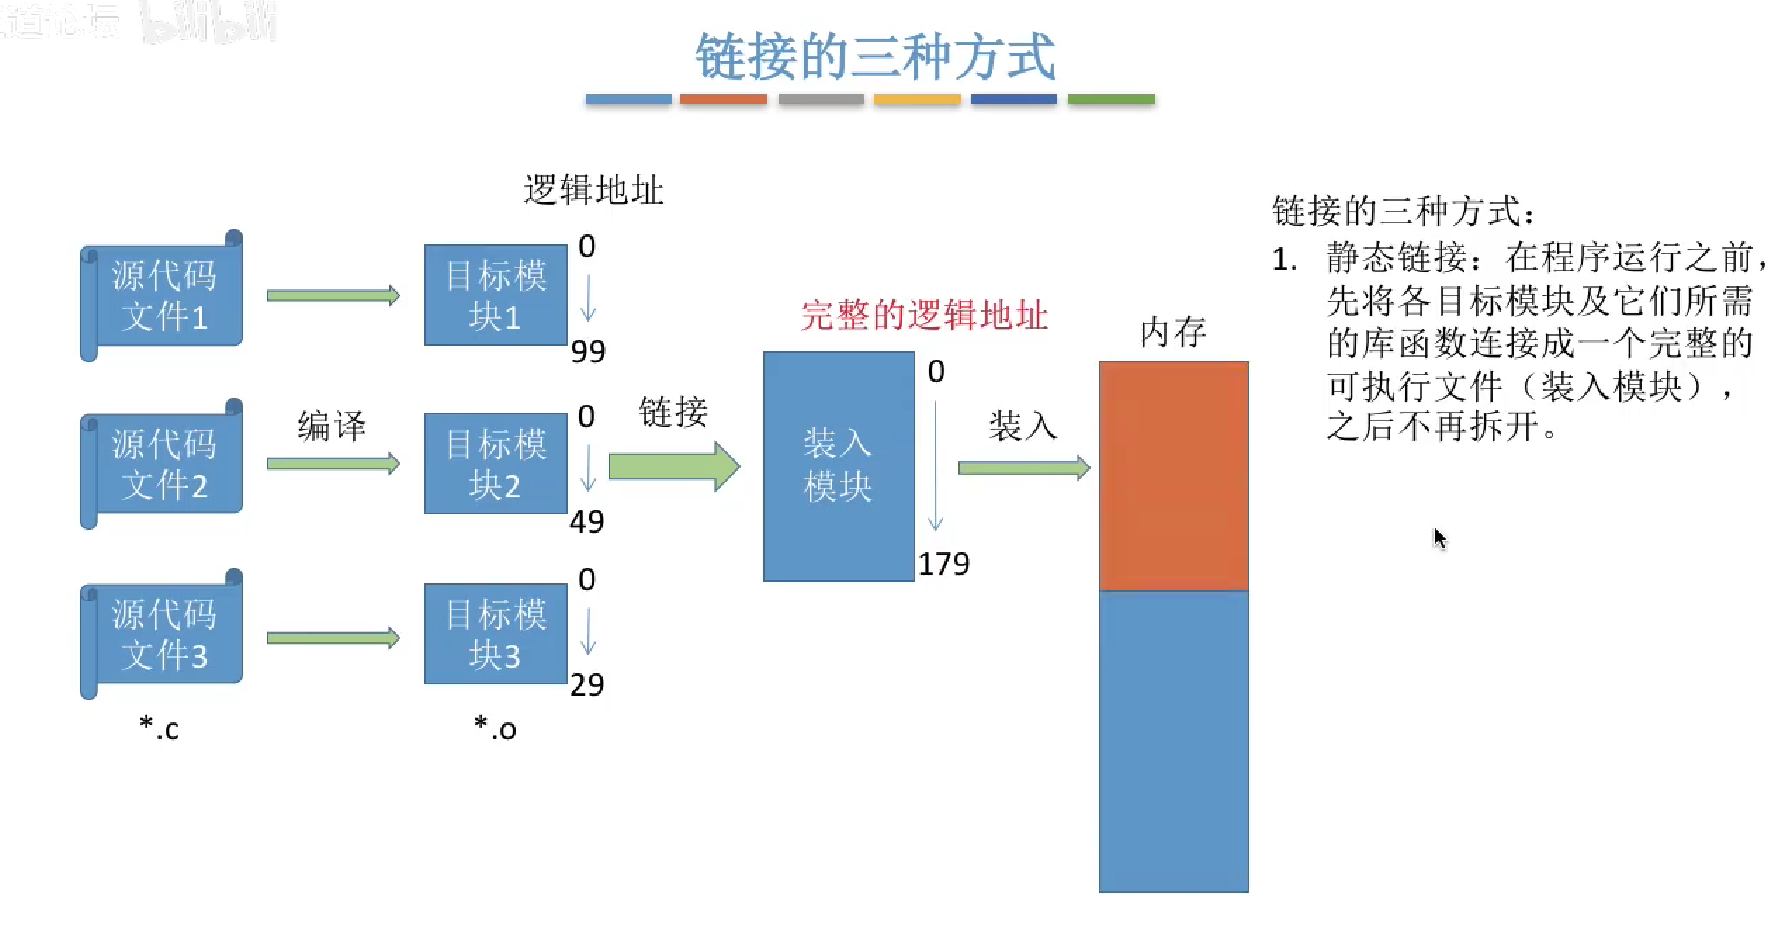 道论坛 bilibili
链接的三种方式
逻辑地址
源代码
文件1
目标模
块1
0
99
源代码
文件2
编译
目标模
块2
0
49
链接
源代码
文件3
目标模
块3
0
29
*.c
*.o
完整的逻辑地址
装入
模块
0
179
装入
内存
链接的三种方式：
1. 静态链接：在程序运行之前，
先将各目标模块及它们所需
的库函数连接成一个完整的
可执行文件（装入模块），
之后不再拆开。